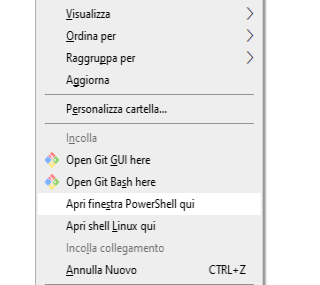 Visualizza
Ordina per
Raggruppa per
Aggiorna
Personalizza cartella...
Incolla
Open Git GUI here
Open Git Bash here
Apri finestra PowerShell qui
Apri shell Linux qui
Incolla collegamento
Annulla Nuovo CTRL+Z